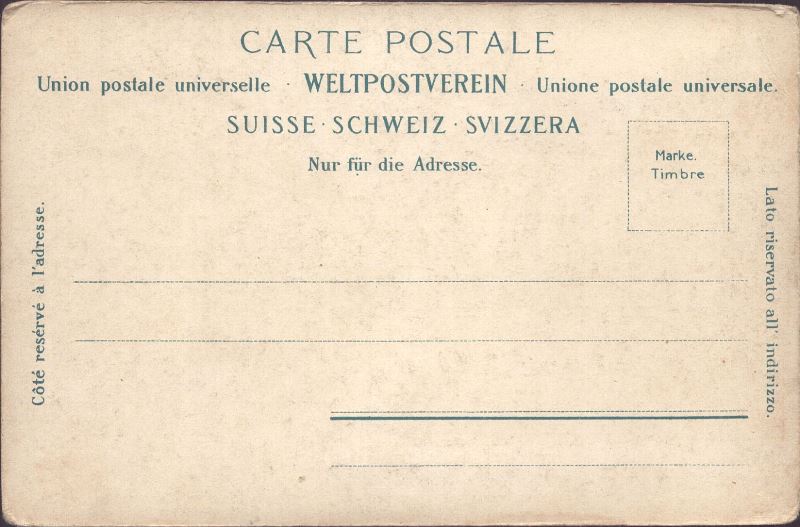 CARTE POSTALE
Union postale universelle · WELTPOSTVEREIN · Unione postale universale.
SUISSE · SCHWEIZ · SVIZZERA
Nur für die Adresse.
Marke.
Timbre
Côté resérvé à l'adresse.
Lato riservato all' indirizzo.